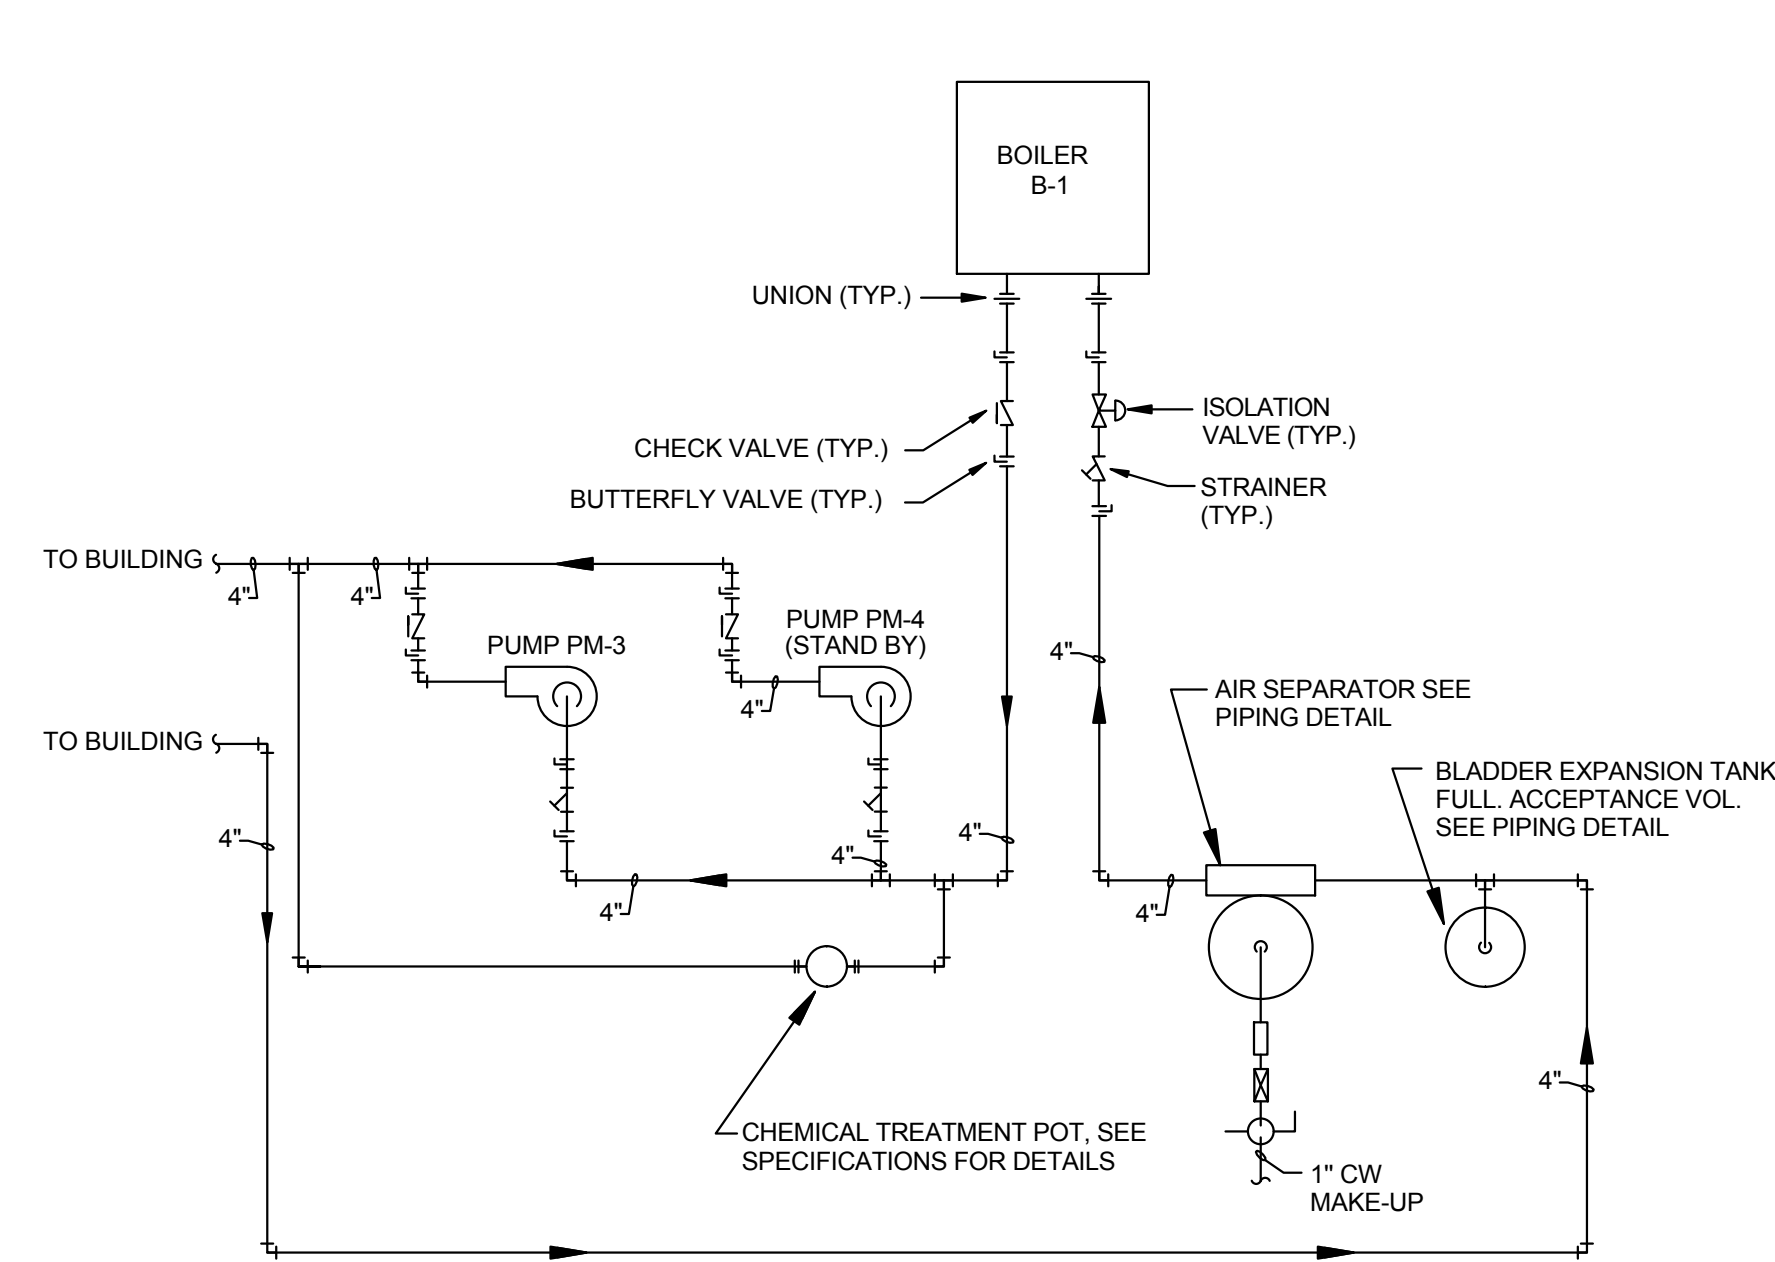 BOILER
B-1
UNION (TYP.)
CHECK VALVE (TYP.)
BUTTERFLY VALVE (TYP.)
ISOLATION
VALVE (TYP.)
STRAINER
(TYP.)
TO BUILDING
4"
4"
PUMP PM-3
PUMP PM-4
(STAND BY)
4"
4"
AIR SEPARATOR SEE
PIPING DETAIL
TO BUILDING
BLADDER EXPANSION TANK
FULL. ACCEPTANCE VOL.
SEE PIPING DETAIL
4"
4"
4"
4"
4"
4"
CHEMICAL TREATMENT POT, SEE
SPECIFICATIONS FOR DETAILS
1" CW
MAKE-UP